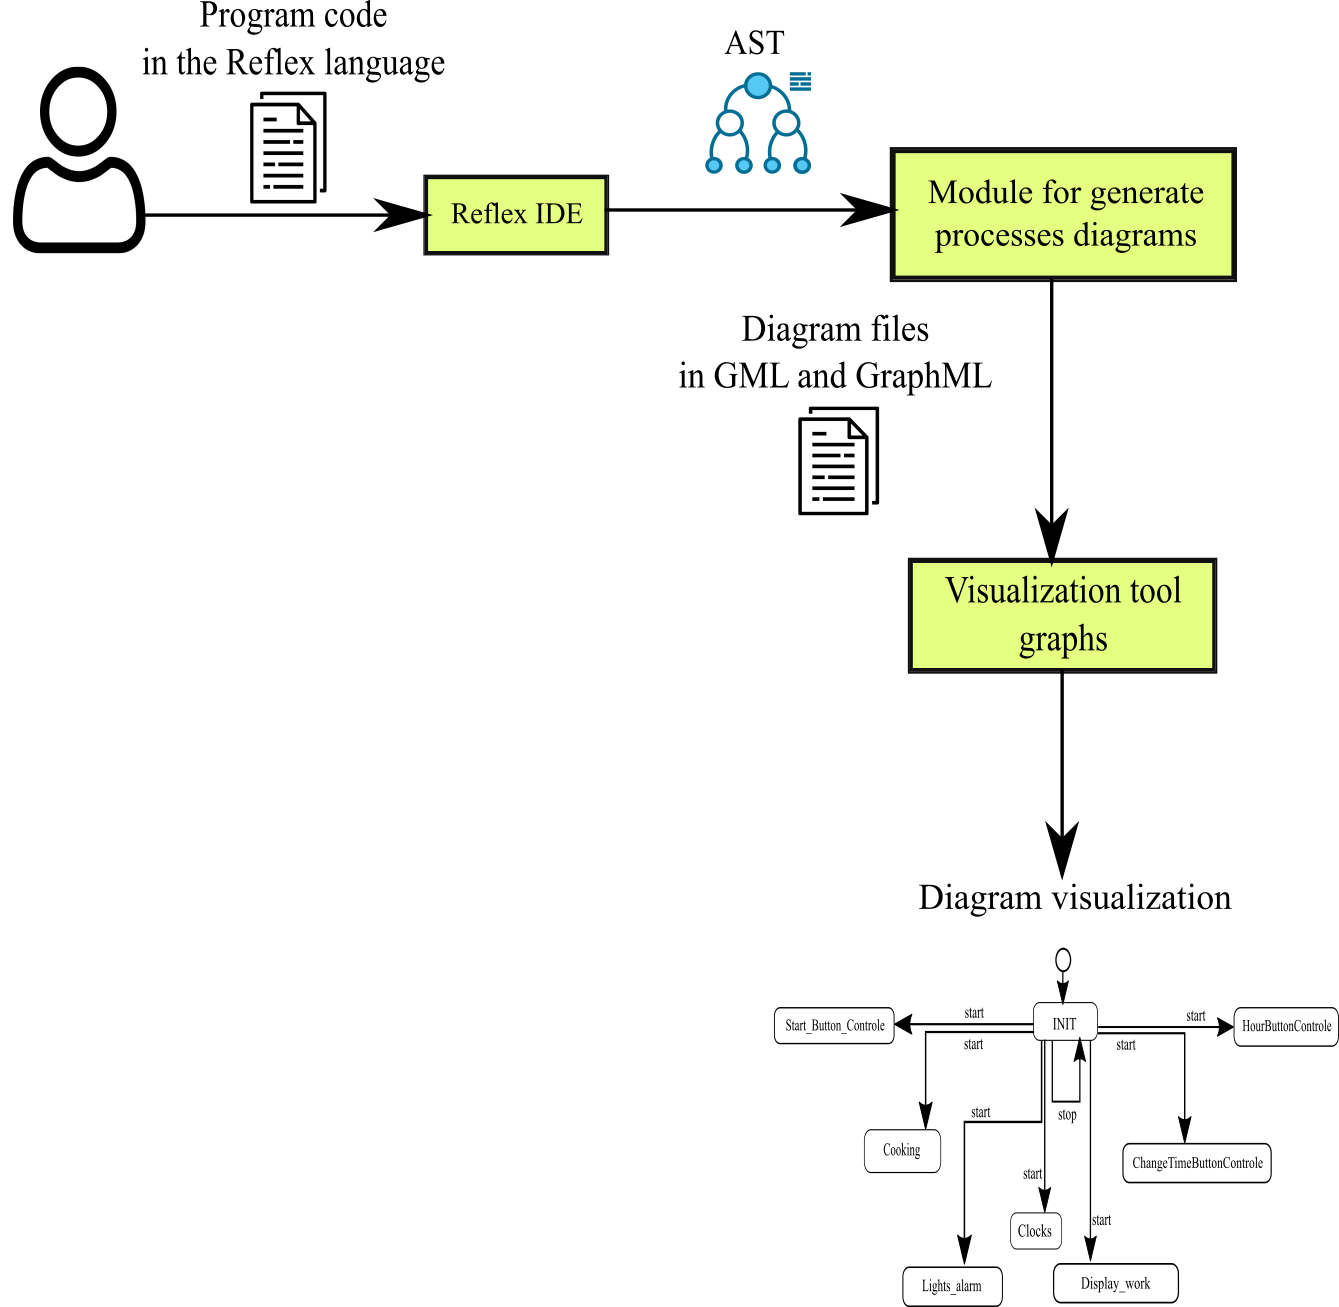 Program code
in the Reflex language
AST
Reflex IDE
Module for generate
processes diagrams
Diagram files
in GML and GraphML
Visualization tool
graphs
Diagram visualization
Start_Button_Controle
start
INIT
start
HourButtonControle
start
start
start
stop
Cooking
ChangeTimeButtonControle
start
Clocks
start
Lights_alarm
Display_work